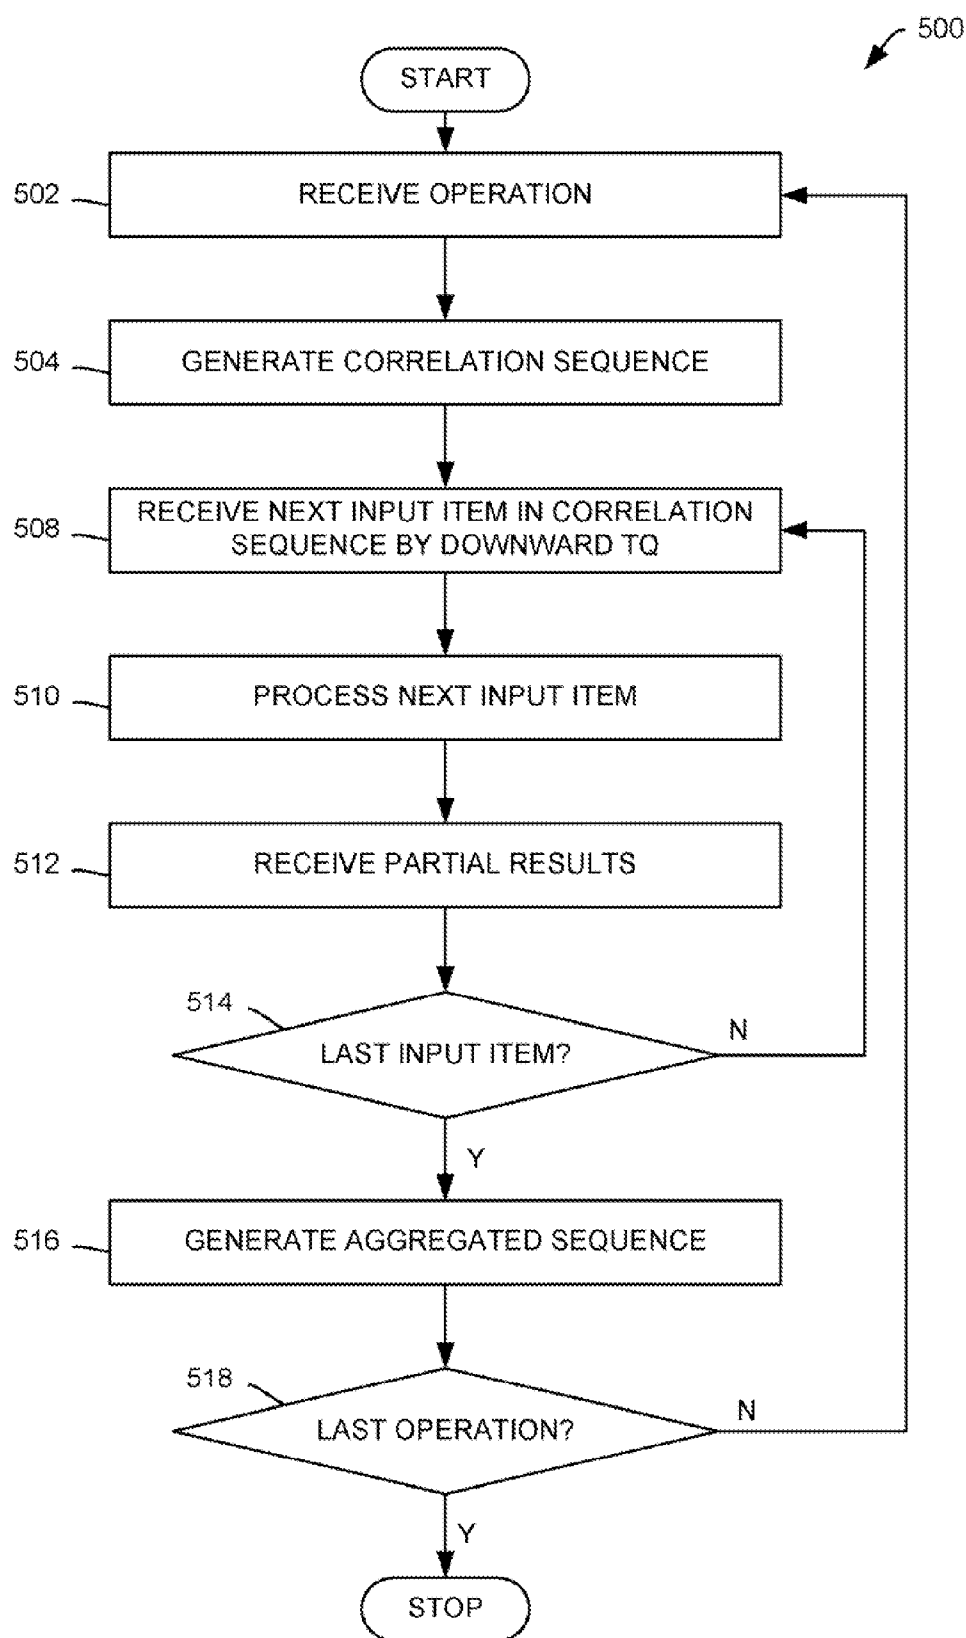 500
START
502
RECEIVE OPERATION
504
GENERATE CORRELATION SEQUENCE
508
RECEIVE NEXT INPUT ITEM IN CORRELATION
SEQUENCE BY DOWNWARD TQ
510
PROCESS NEXT INPUT ITEM
512
RECEIVE PARTIAL RESULTS
514
LAST INPUT ITEM?
N
Y
516
GENERATE AGGREGATED SEQUENCE
518
LAST OPERATION?
N
Y
STOP